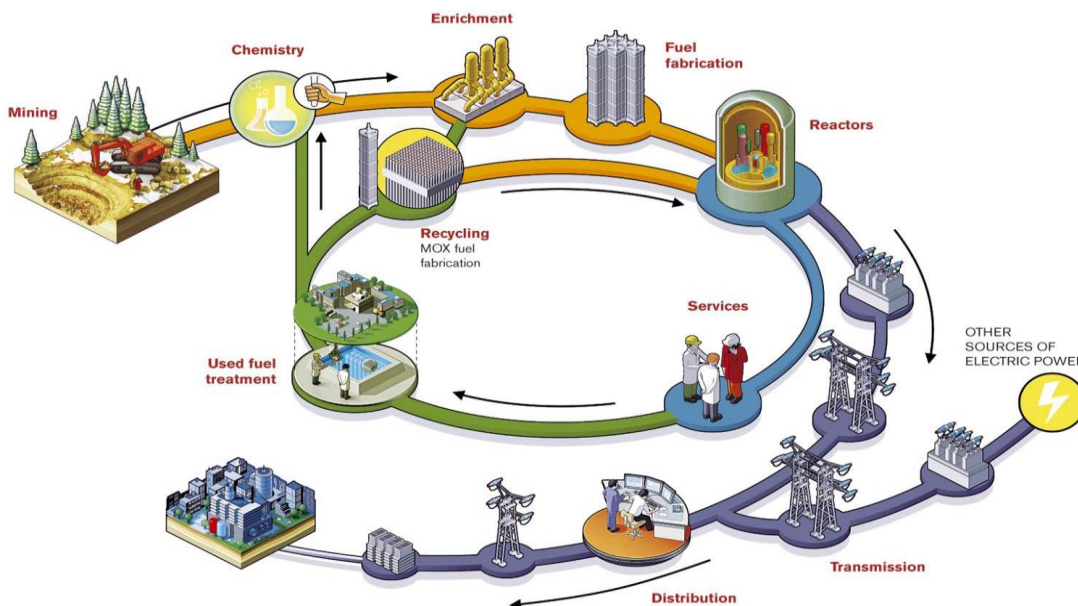 Enrichment
Chemistry
Fuel
fabrication
Mining
Reactors
Recycling
MOX fuel
fabrication
Services
OTHER
SOURCES OF
ELECTRIC POWER
Used fuel
treatment
Transmission
Distribution